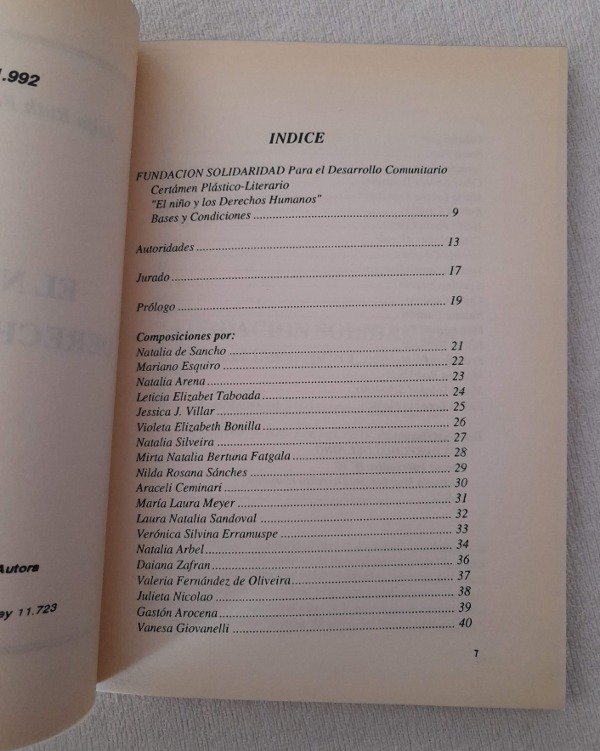 1.992
Autora
ey 11.723
INDICE
FUNDACION SOLIDARIDAD Para el Desarrollo Comunitario
Certámen Plástico-Literario
"El niño y los Derechos Humanos"
Bases y Condiciones ........ 9
Autoridades ........ 13
Jurado ........ 17
Prólogo ........ 19
Composiciones por:
Natalia de Sancho ........ 21
Mariano Esquiro ........ 22
Natalia Arena ........ 23
Leticia Elizabet Taboada ........ 24
Jessica J. Villar ........ 25
Violeta Elizabeth Bonilla ........ 26
Natalia Silveira ........ 27
Mirta Natalia Bertuna Fatgala ........ 28
Nilda Rosana Sánches ........ 29
Araceli Ceminari ........ 30
María Laura Meyer ........ 31
Laura Natalia Sandoval ........ 32
Verónica Silvina Erramuspe ........ 33
Natalia Arbel ........ 34
Daiana Zafran ........ 36
Valeria Fernández de Oliveira ........ 37
Julieta Nicolao ........ 38
Gastón Arocena ........ 39
Vanesa Giovanelli ........ 40
7